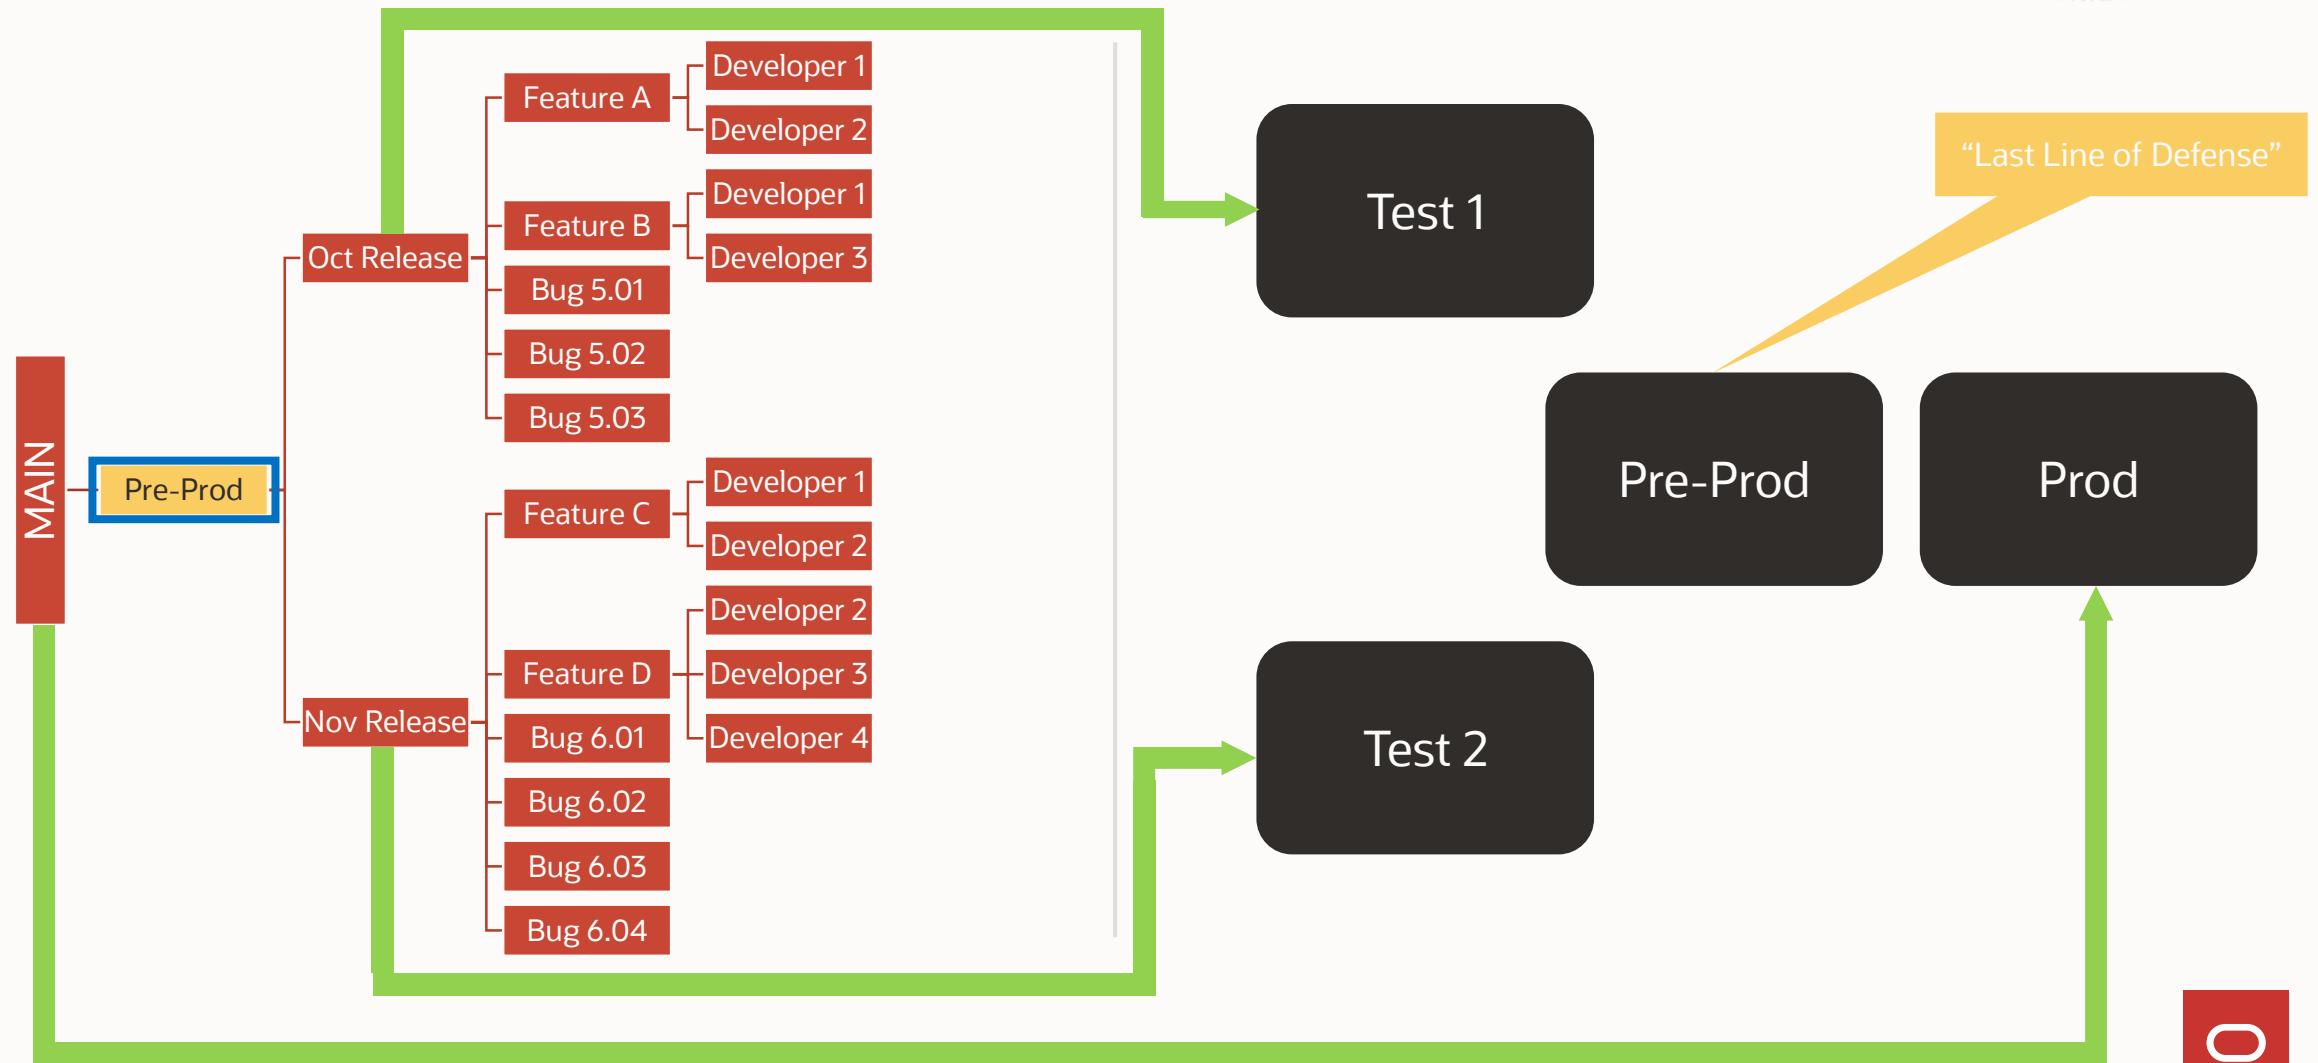 MAIN
Pre-Prod
Oct Release
Feature A
Developer 1
Developer 2
Feature B
Developer 1
Developer 3
Bug 5.01
Bug 5.02
Bug 5.03
Nov Release
Feature C
Developer 1
Developer 2
Feature D
Developer 2
Developer 3
Developer 4
Bug 6.01
Bug 6.02
Bug 6.03
Bug 6.04
Test 1
“Last Line of Defense”
Pre-Prod
Prod
Test 2